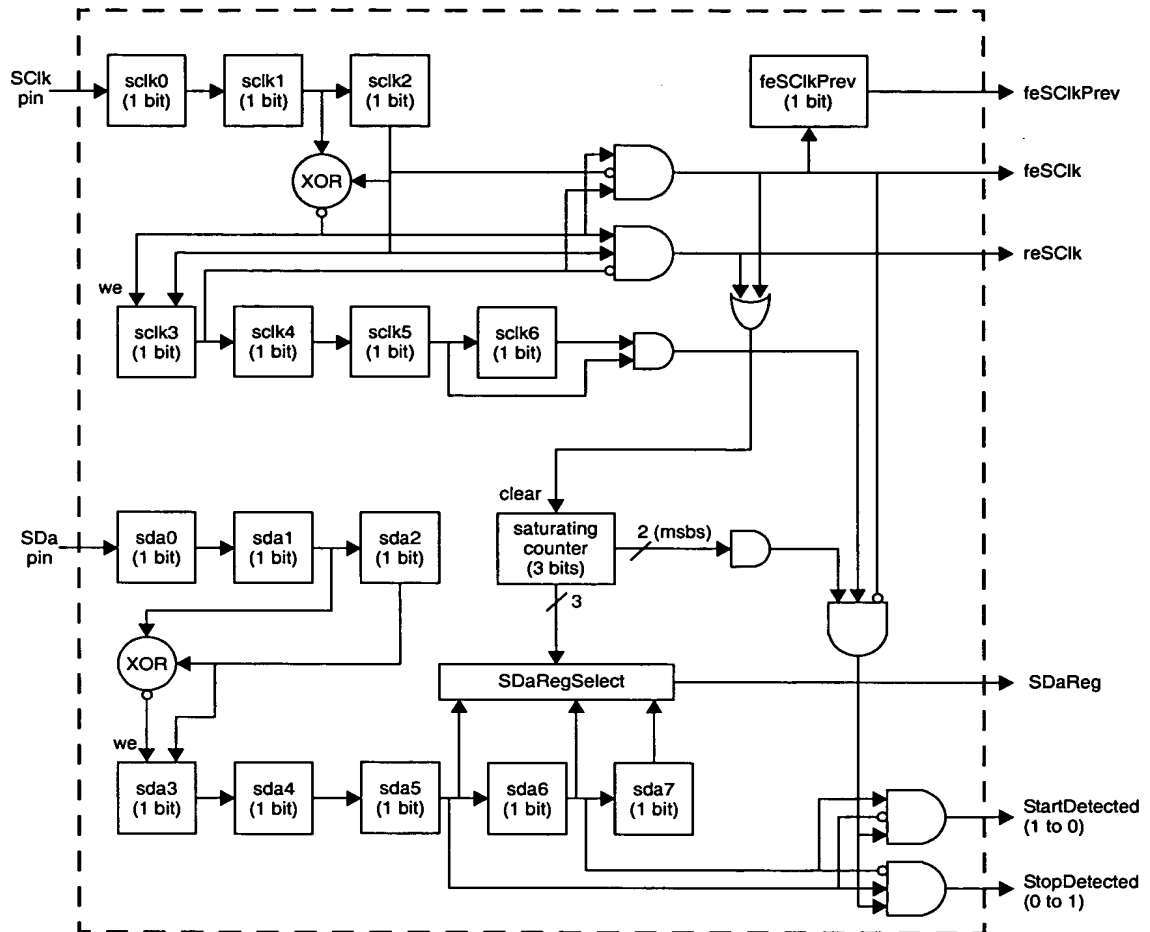 SClk
pin
sclk0
(1 bit)
sclk1
(1 bit)
sclk2
(1 bit)
feSClkPrev
(1 bit)
feSClkPrev
XOR
feSClk
reSClk
we
sclk3
(1 bit)
sclk4
(1 bit)
sclk5
(1 bit)
sclk6
(1 bit)
clear
SDa
pin
sda0
(1 bit)
sda1
(1 bit)
sda2
(1 bit)
saturating
counter
(3 bits)
2 (msbs)
3
XOR
SDaRegSelect
SDaReg
we
sda3
(1 bit)
sda4
(1 bit)
sda5
(1 bit)
sda6
(1 bit)
sda7
(1 bit)
StartDetected
(1 to 0)
StopDetected
(0 to 1)